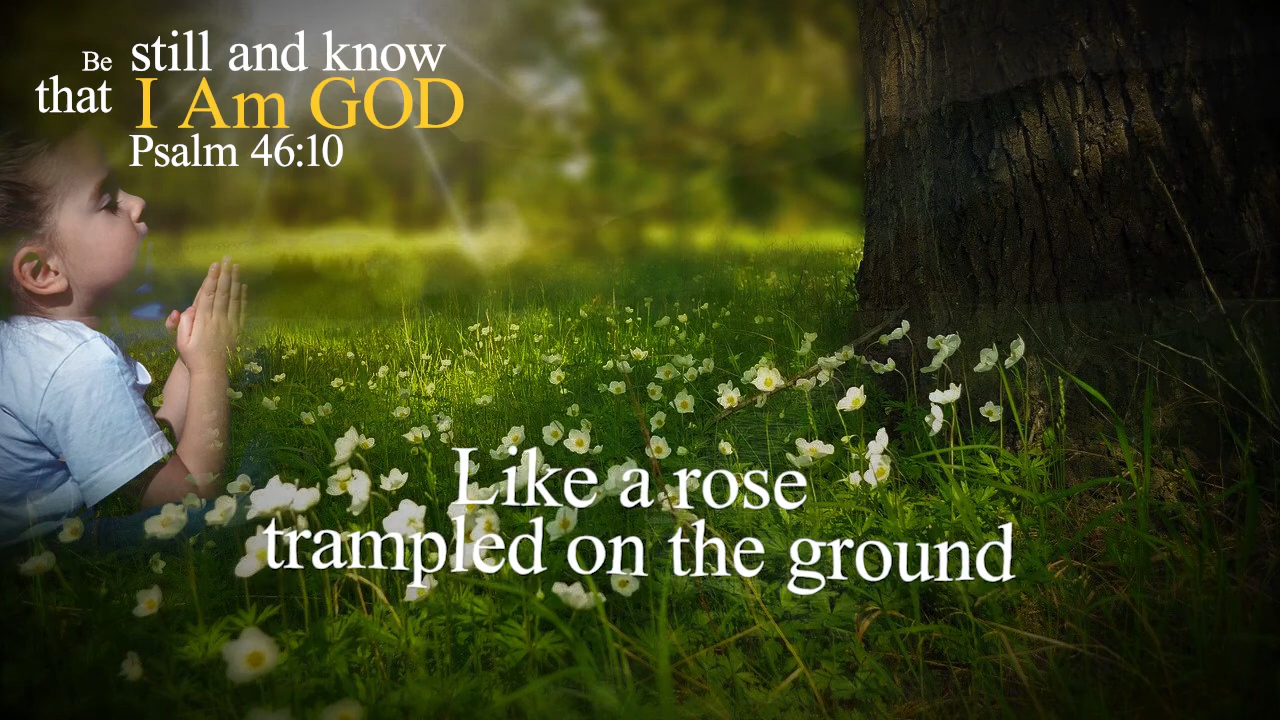 Be still and know
that I Am GOD
Psalm 46:10
Like a rose
trampled on the ground